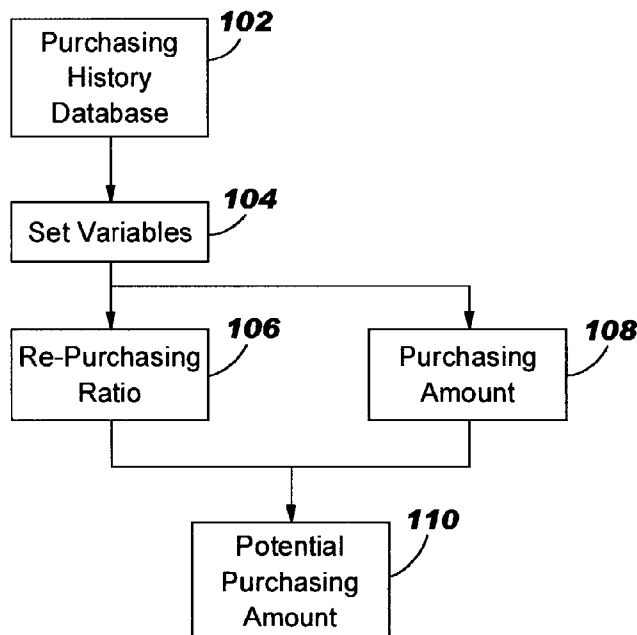 102
Purchasing
History
Database
104
Set Variables
106
Re-Purchasing
Ratio
108
Purchasing
Amount
110
Potential
Purchasing
Amount